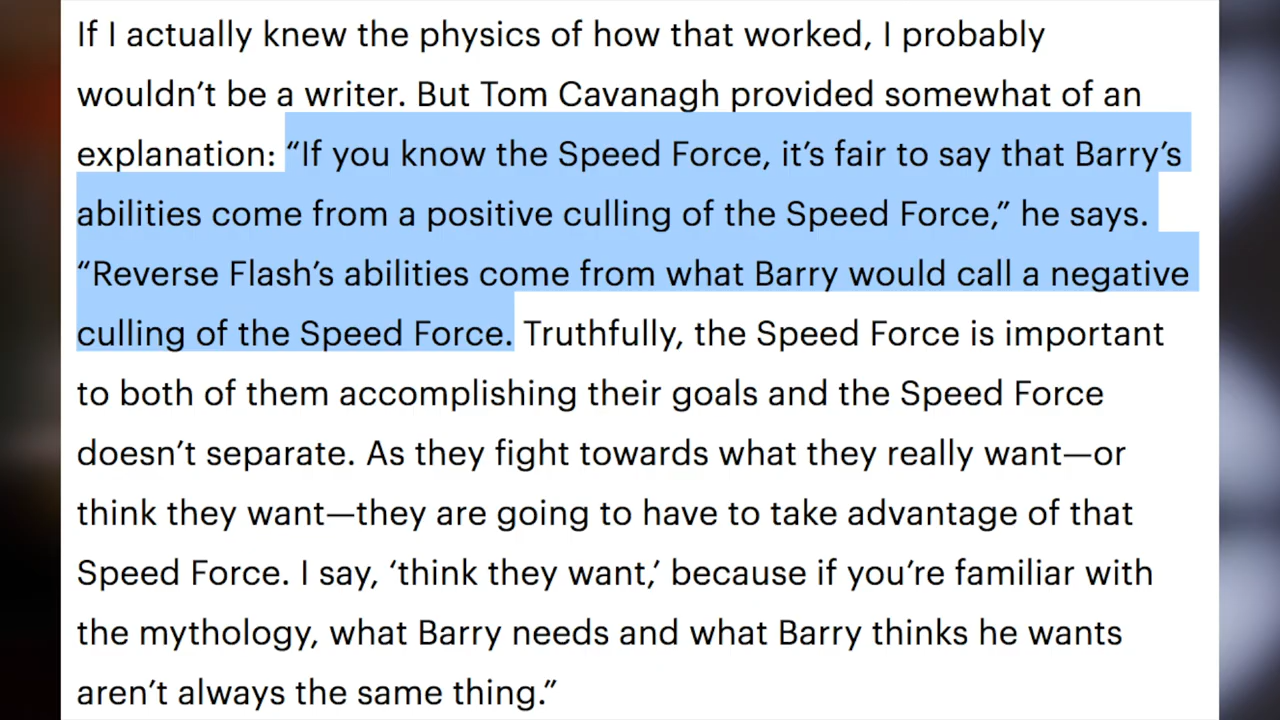 If I actually knew the physics of how that worked, I probably
wouldn’t be a writer. But Tom Cavanagh provided somewhat of an
explanation: “If you know the Speed Force, it’s fair to say that Barry’s
abilities come from a positive culling of the Speed Force,” he says.
“Reverse Flash’s abilities come from what Barry would call a negative
culling of the Speed Force. Truthfully, the Speed Force is important
to both of them accomplishing their goals and the Speed Force
doesn’t separate. As they fight towards what they really want—or
think they want—they are going to have to take advantage of that
Speed Force. I say, ‘think they want,’ because if you’re familiar with
the mythology, what Barry needs and what Barry thinks he wants
aren’t always the same thing.”